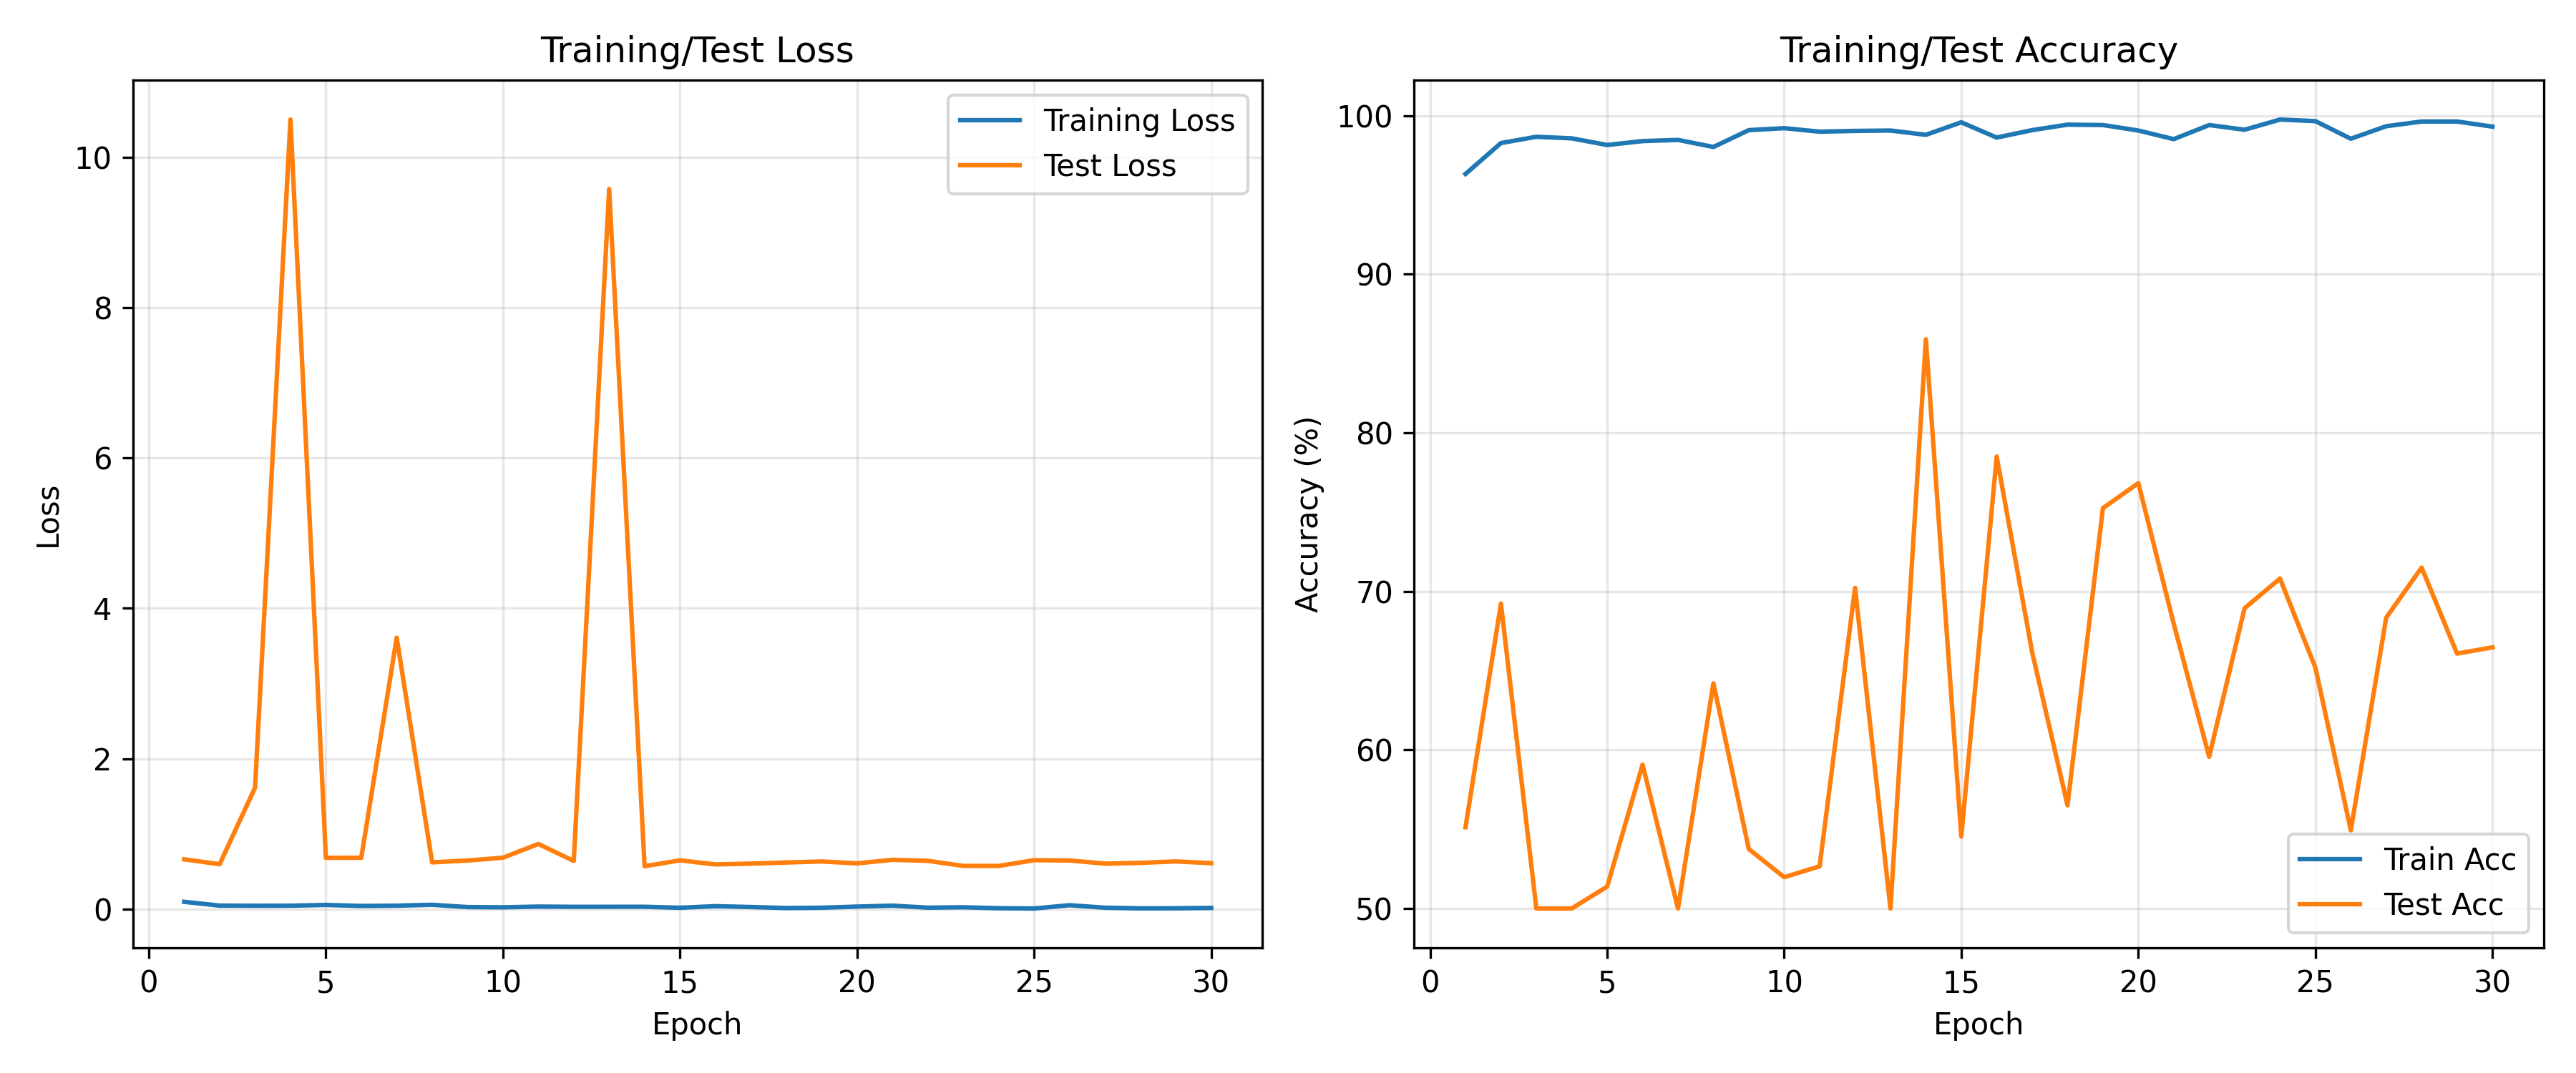 Training/Test Loss
Training Loss
Test Loss
10
8
6
4
2
0
Loss
0 5 10 15 20 25 30
Epoch
Training/Test Accuracy
100
90
80
70
60
50
Accuracy (%)
Train Acc
Test Acc
0 5 10 15 20 25 30
Epoch